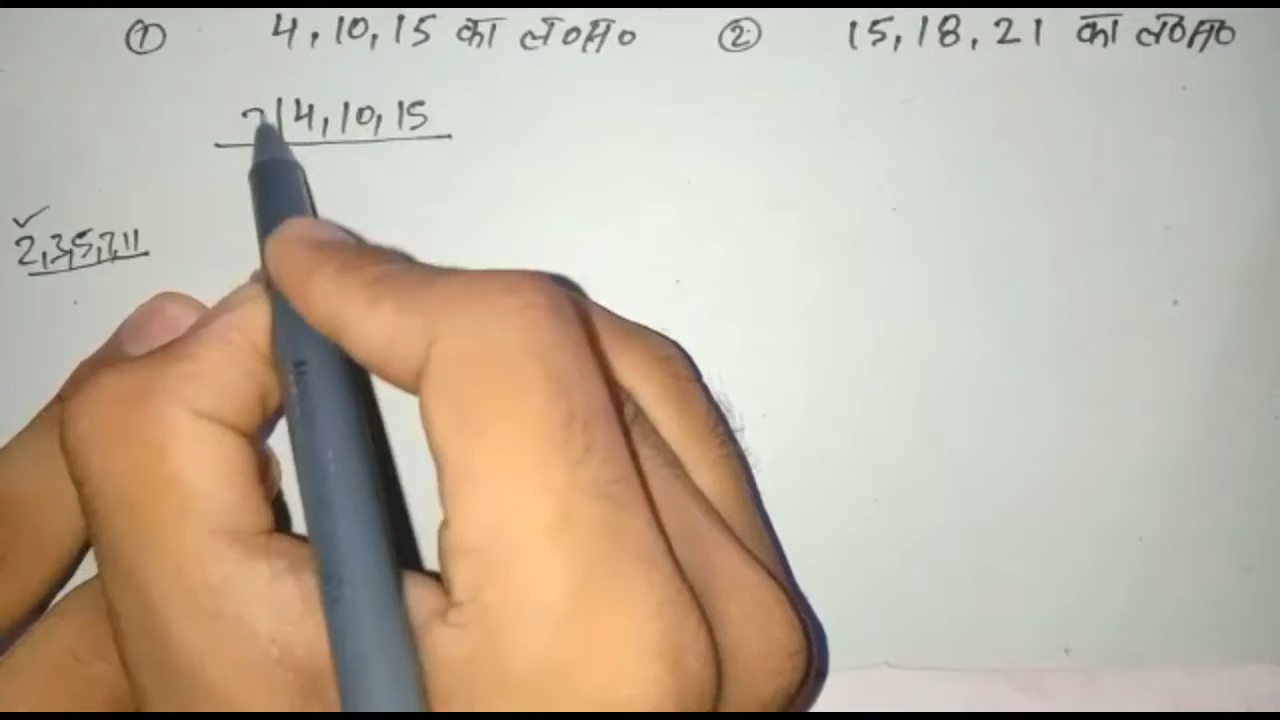 ① 4, 10, 15 का ल०स० ② 15, 18, 21 का ल०स०
2 | 4, 10, 15
✓
2, 3, 5, 7, 11